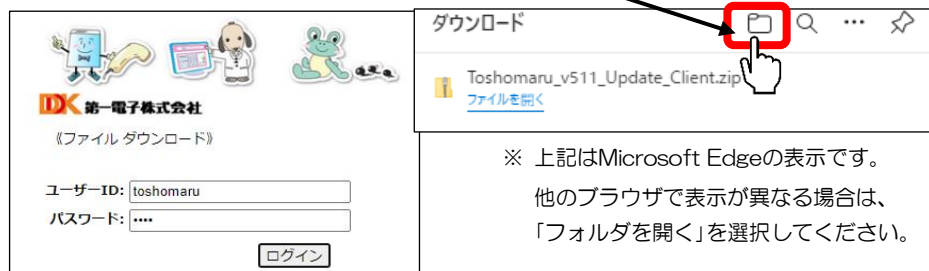 DK 第一電子株式会社
《ファイル ダウンロード》
ユーザーID: toshomaru
パスワード: ••••
ログイン
ダウンロード
Toshomaru_v511_Update_Client.zip
ファイルを開く
※ 上記はMicrosoft Edgeの表示です。
他のブラウザで表示が異なる場合は、
「フォルダを開く」を選択してください。